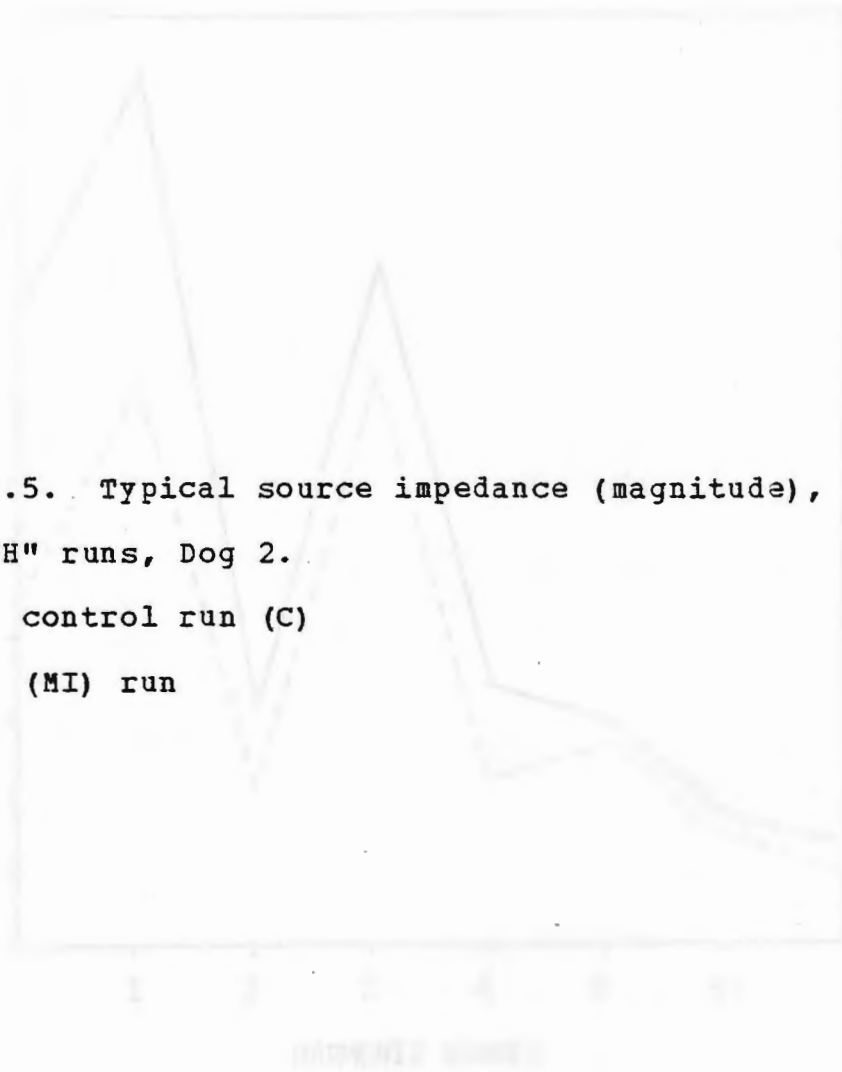 .5. Typical source impedance (magnitude),
H" runs, Dog 2.
control run (C)
(MI) run